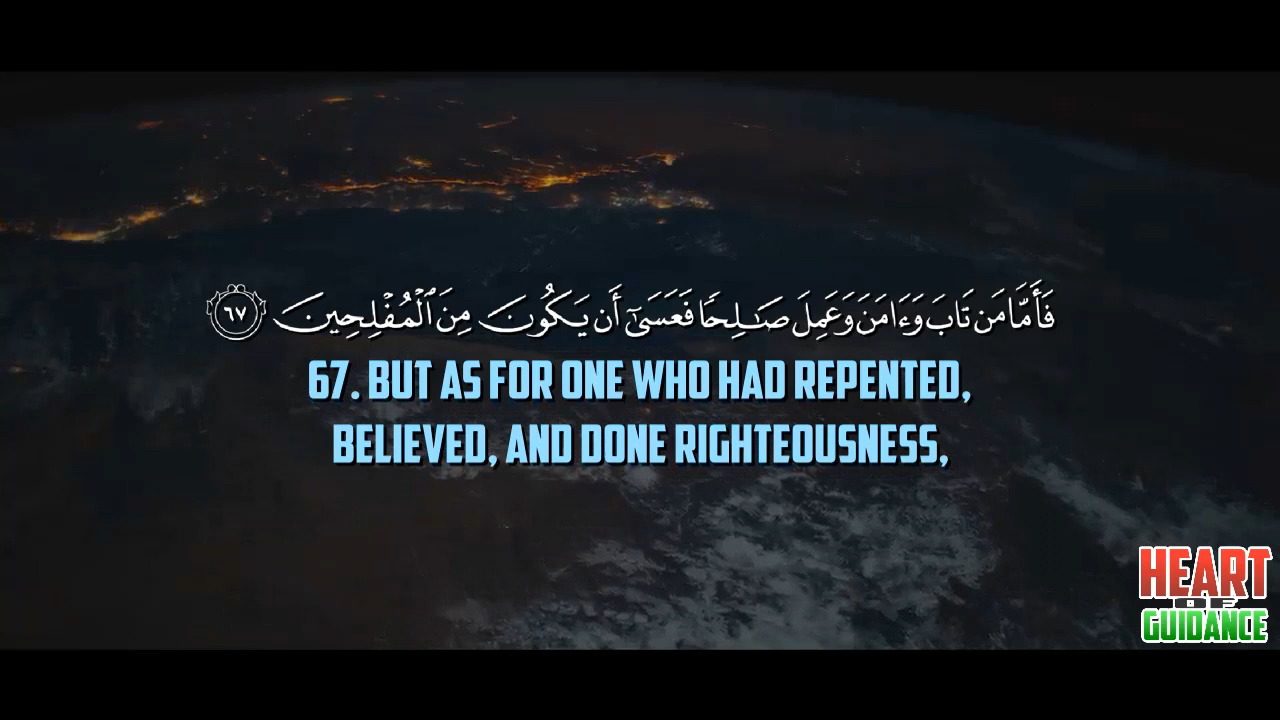 فَأَمَّا مَن تَابَ وَءَامَنَ وَعَمِلَ صَـٰلِحًا فَعَسَىٰٓ أَن يَكُونَ مِنَ ٱلْمُفْلِحِينَ ٦٧
67. BUT AS FOR ONE WHO HAD REPENTED,
BELIEVED, AND DONE RIGHTEOUSNESS,
HEART
OF
GUIDANCE